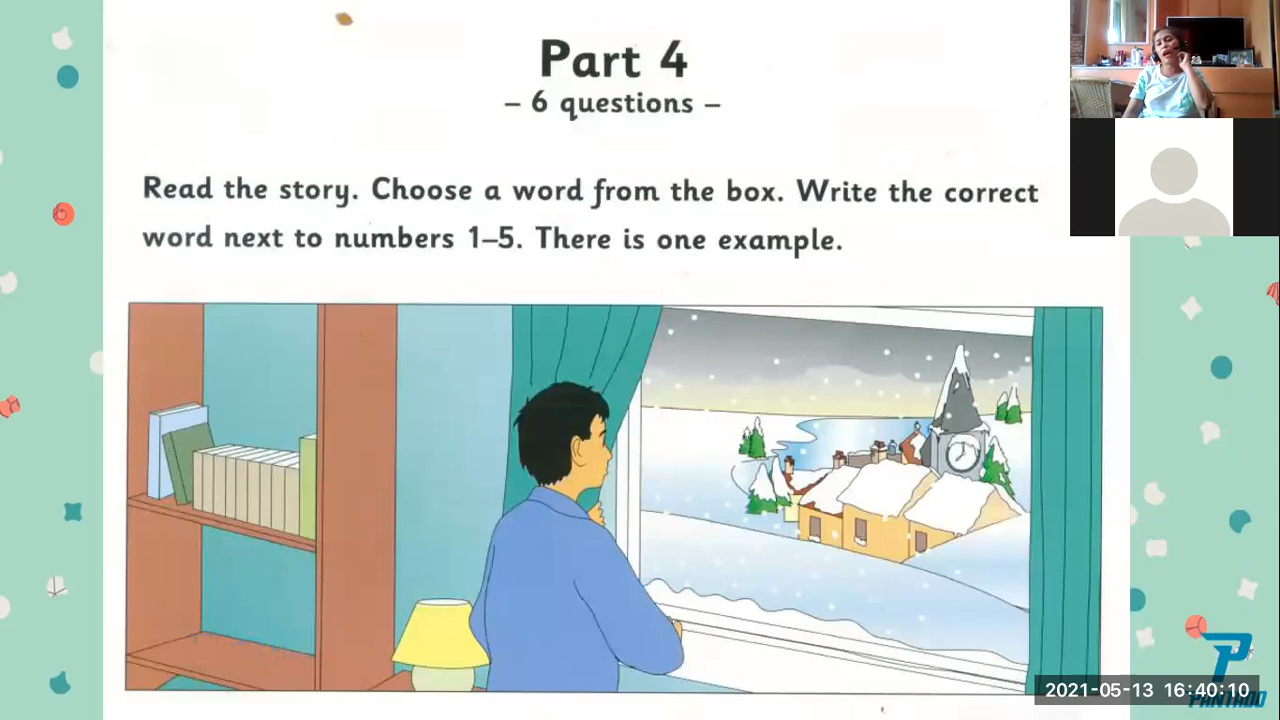 Part 4
– 6 questions –
Read the story. Choose a word from the box. Write the correct
word next to numbers 1–5. There is one example.
2021-05-13 16:40:10
PANTADO